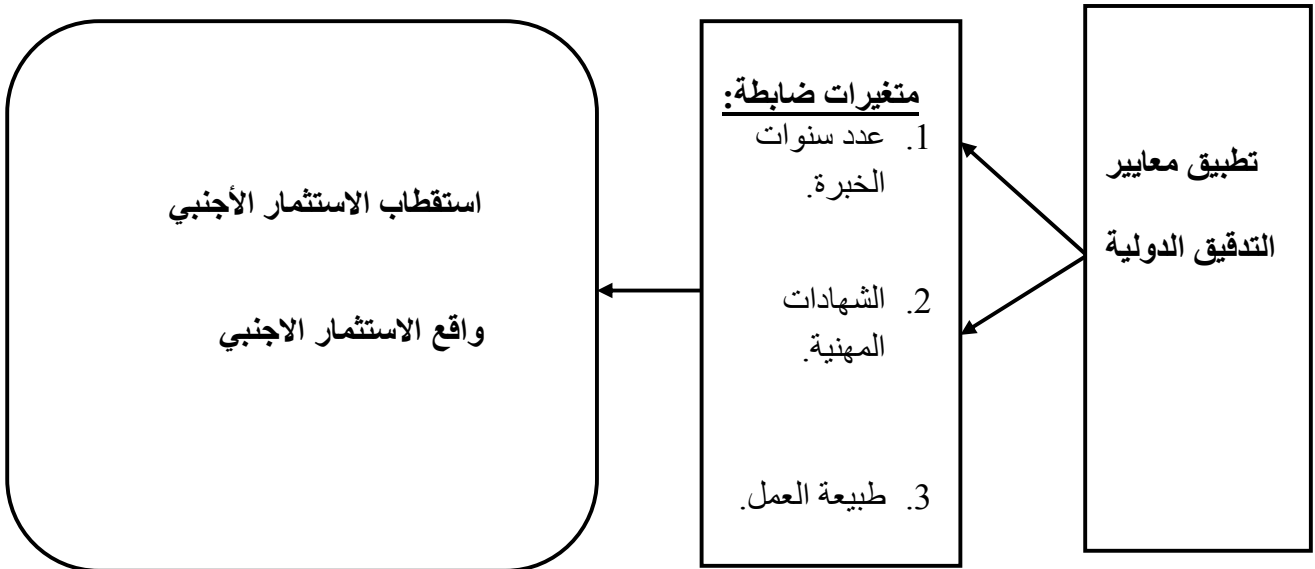 تطبيق معايير
التدقيق الدولية
متغيرات ضابطة:
1. عدد سنوات
الخبرة.
2. الشهادات
المهنية.
3. طبيعة العمل.
استقطاب الاستثمار الأجنبي
واقع الاستثمار الاجنبي